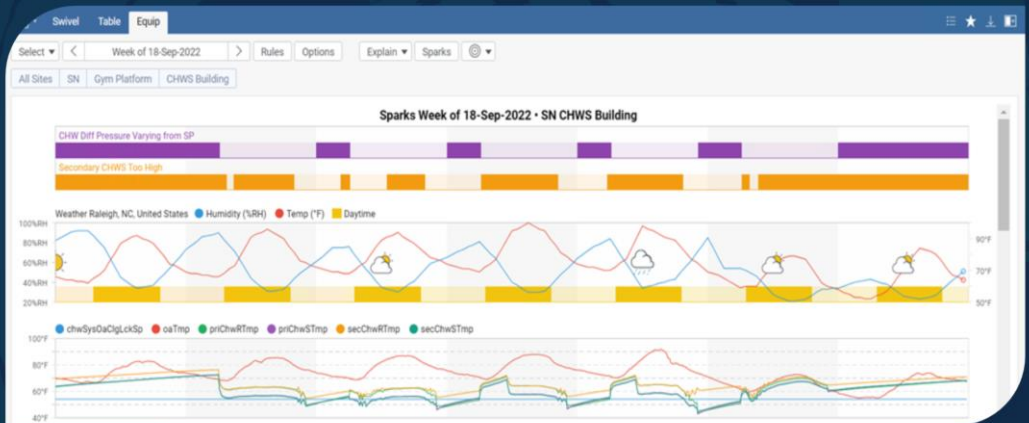 Swivel Table Equip
Select Week of 18-Sep-2022 Rules Options Explain Sparks
All Sites SN Gym Platform CHWS Building
Sparks Week of 18-Sep-2022 • SN CHWS Building
CHW Diff Pressure Varying from SP
Secondary CHWS Too High
Weather Raleigh, NC, United States Humidity (%RH) Temp (°F) Daytime
100%RH
80%RH 90°F
60%RH 70°F
40%RH
20%RH 50°F
chwSysOaClgLckSp oaTmp priChwRTmp priChwSTmp secChwRTmp secChwSTmp
100°F
80°F
60°F
40°F